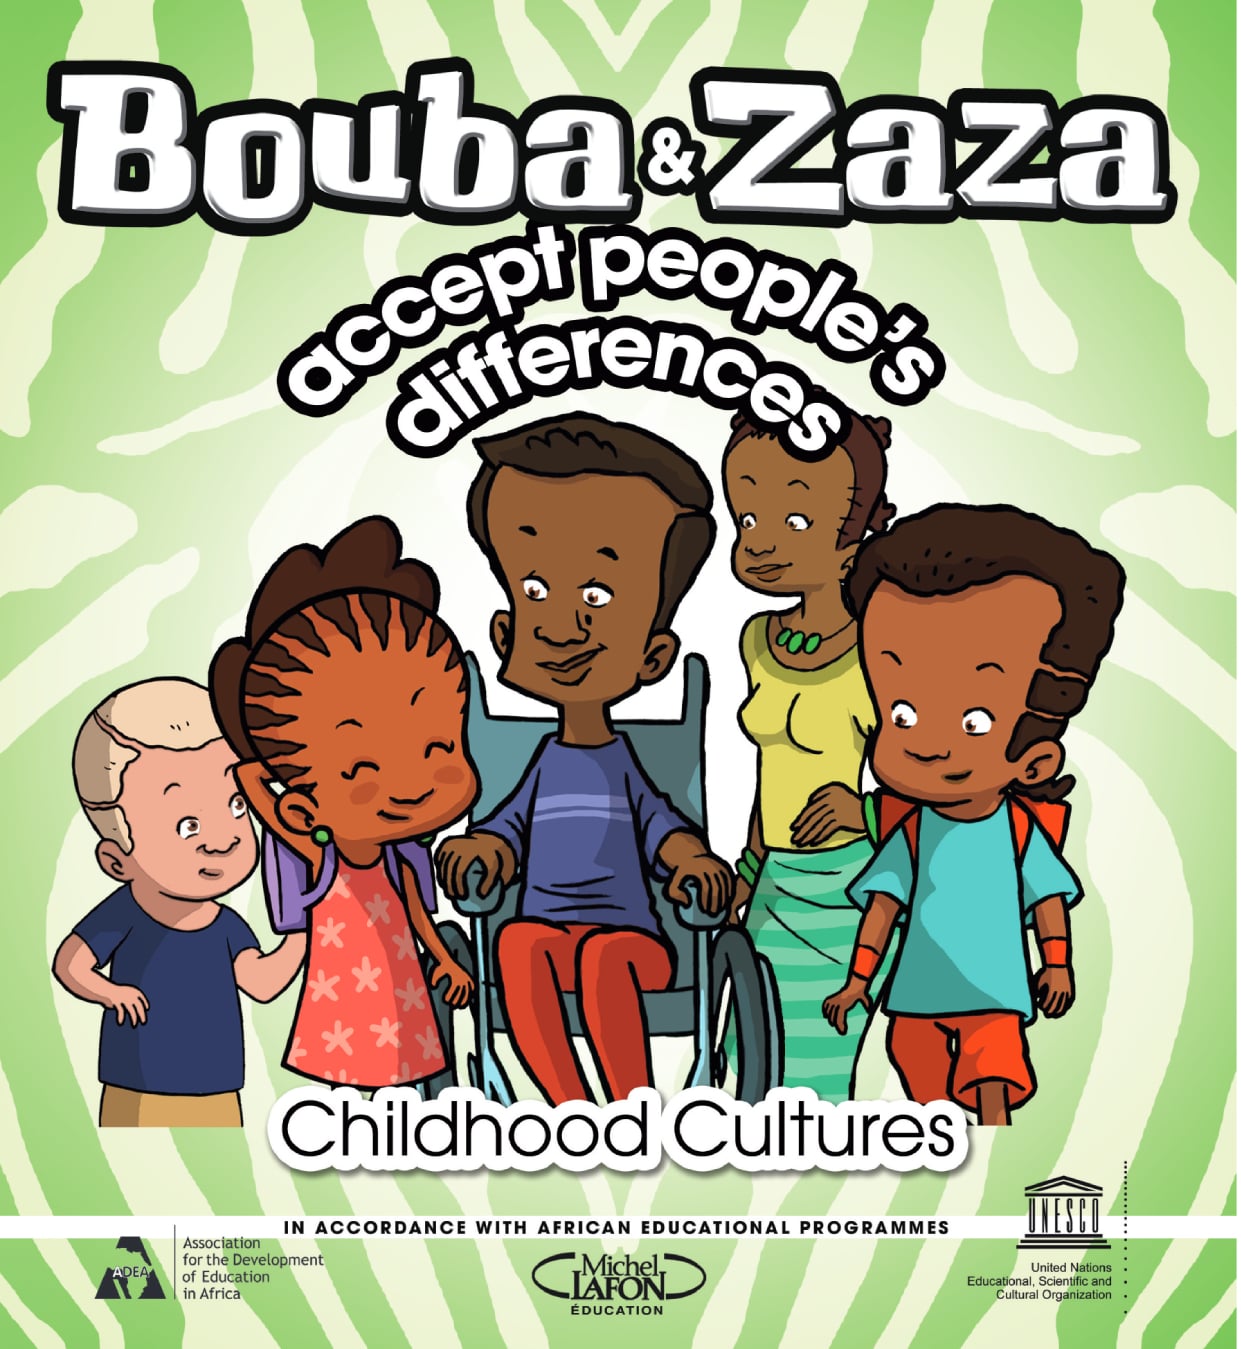 Bouba & Zaza
accept people's
differences
Childhood Cultures
IN ACCORDANCE WITH AFRICAN EDUCATIONAL PROGRAMMES
ADEA
Association
for the Development
of Education
in Africa
Michel
LAFON
ÉDUCATION
UNESCO
United Nations
Educational, Scientific and
Cultural Organization